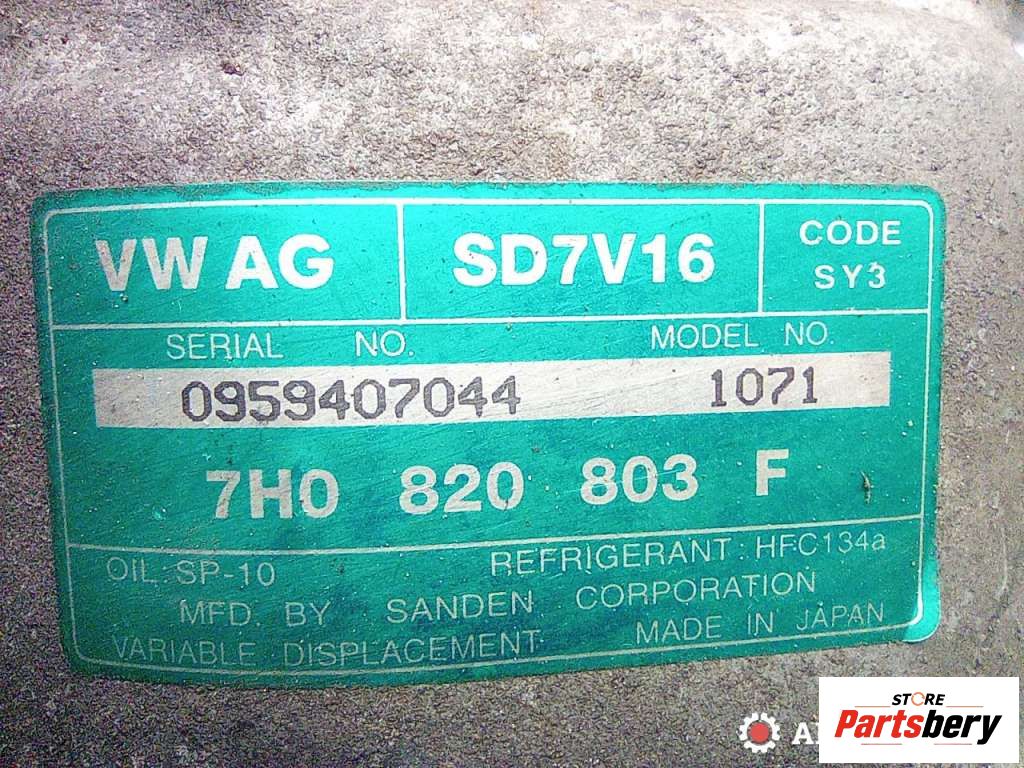 VW AG SD7V16 CODE
SY3
SERIAL NO. MODEL NO.
0959407044 1071
7H0 820 803 F
OIL: SP-10 REFRIGERANT: HFC134a
MFD. BY SANDEN CORPORATION
VARIABLE DISPLACEMENT MADE IN JAPAN
STORE
Partsbery